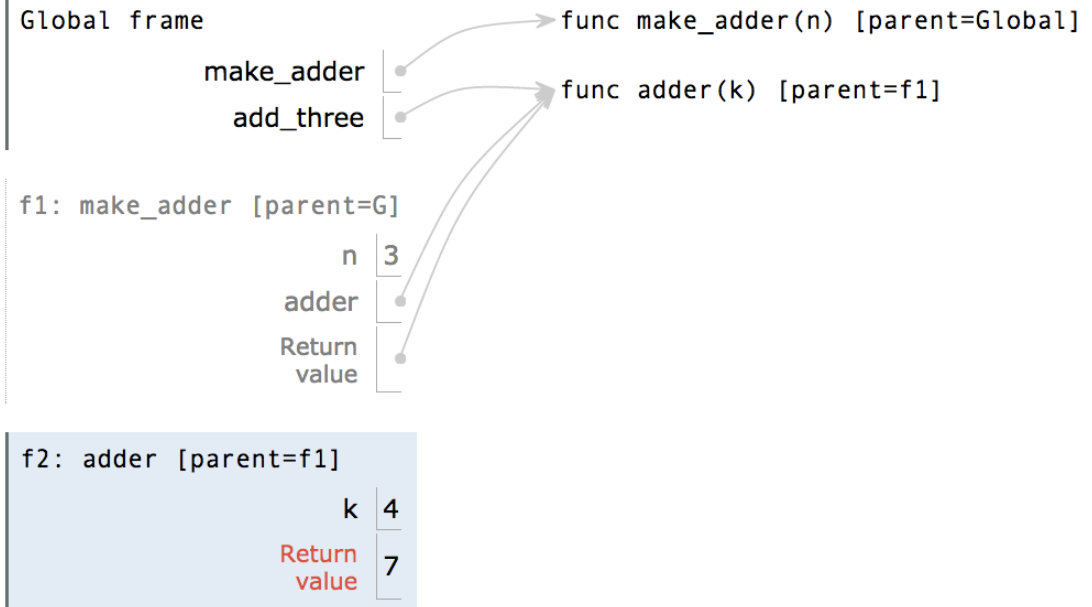 Global frame
func make_adder(n) [parent=Global]
make_adder
func adder(k) [parent=f1]
add_three
f1: make_adder [parent=G]
n 3
adder
Return
value
f2: adder [parent=f1]
k 4
Return
value 7